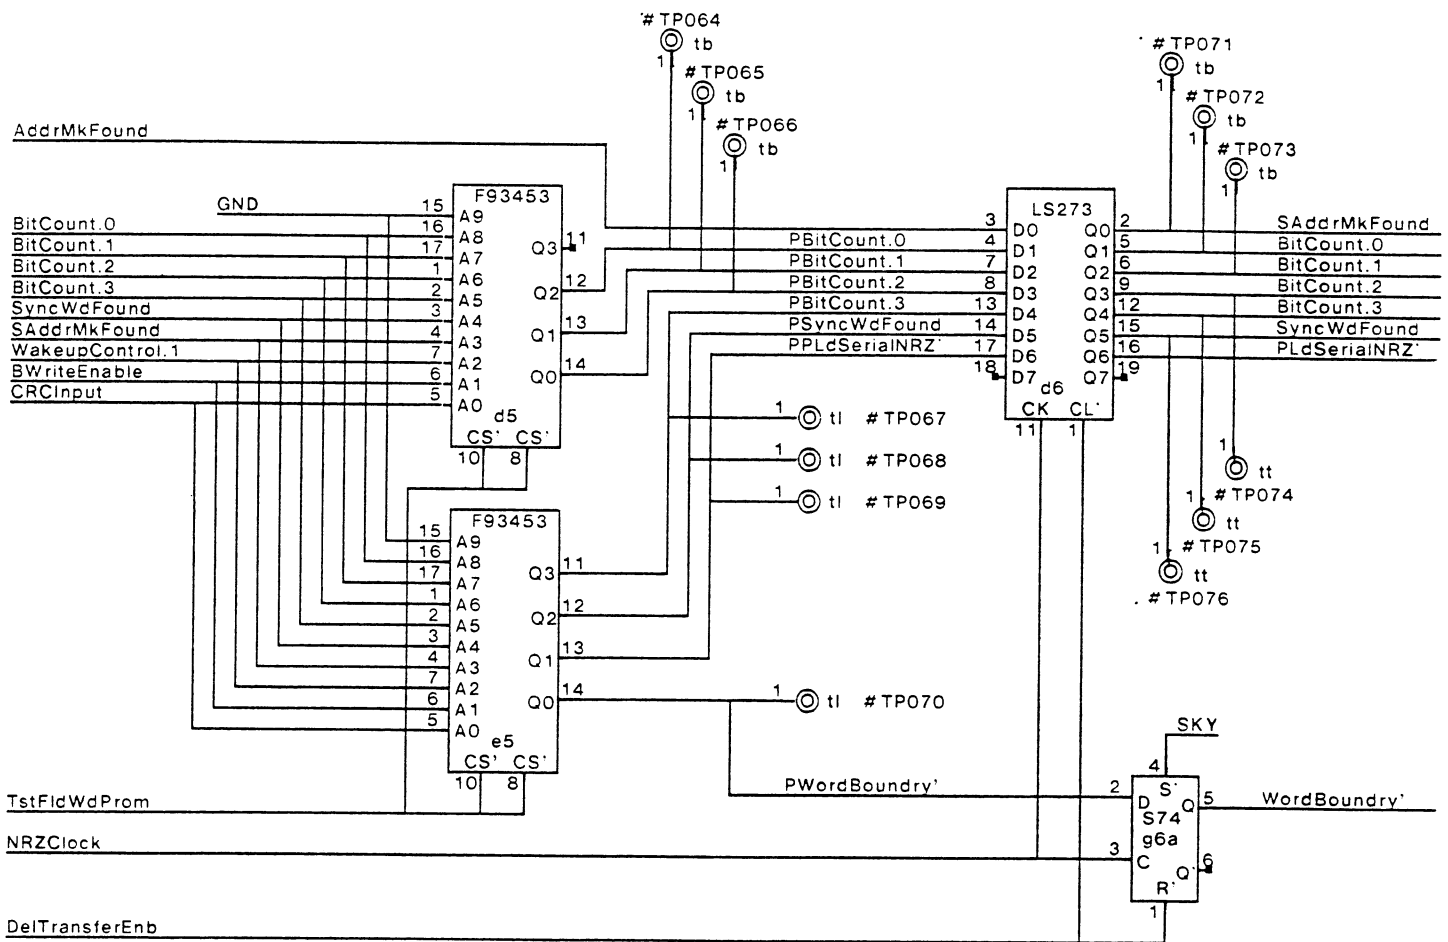 # TP064
tb
1
# TP065
tb
1
# TP066
tb
1
# TP071
tb
1
# TP072
tb
1
# TP073
tb
1
AddrMkFound
GND
BitCount.0
BitCount.1
BitCount.2
BitCount.3
SyncWdFound
SAddrMkFound
WakeupControl.1
BWriteEnable
CRCInput
F93453
15 A9
16 A8
17 A7
1 A6
2 A5
3 A4
4 A3
7 A2
6 A1
5 A0
Q3 11
Q2 12
Q1 13
Q0 14
d5
CS' CS'
10 8
PBitCount.0
PBitCount.1
PBitCount.2
PBitCount.3
PSyncWdFound
PPLdSerialNRZ'
LS273
3 D0 Q0 2
4 D1 Q1 5
7 D2 Q2 6
8 D3 Q3 9
13 D4 Q4 12
14 D5 Q5 15
17 D6 Q6 16
18 D7 Q7 19
d6
CK CL'
11 1
SAddrMkFound
BitCount.0
BitCount.1
BitCount.2
BitCount.3
SyncWdFound
PLdSerialNRZ'
1 tl # TP067
1 tl # TP068
1 tl # TP069
1 tt
# TP074
1 tt
# TP075
1 tt
# TP076
F93453
15 A9
16 A8
17 A7
1 A6
2 A5
3 A4
4 A3
7 A2
6 A1
5 A0
Q3 11
Q2 12
Q1 13
Q0 14
e5
CS' CS'
10 8
1 tl # TP070
SKY
4
S'
PWordBoundry'
2 D Q 5
WordBoundry'
S74
g6a
3 C
Q' 6
R'
1
TstFldWdProm
NRZClock
DelTransferEnb